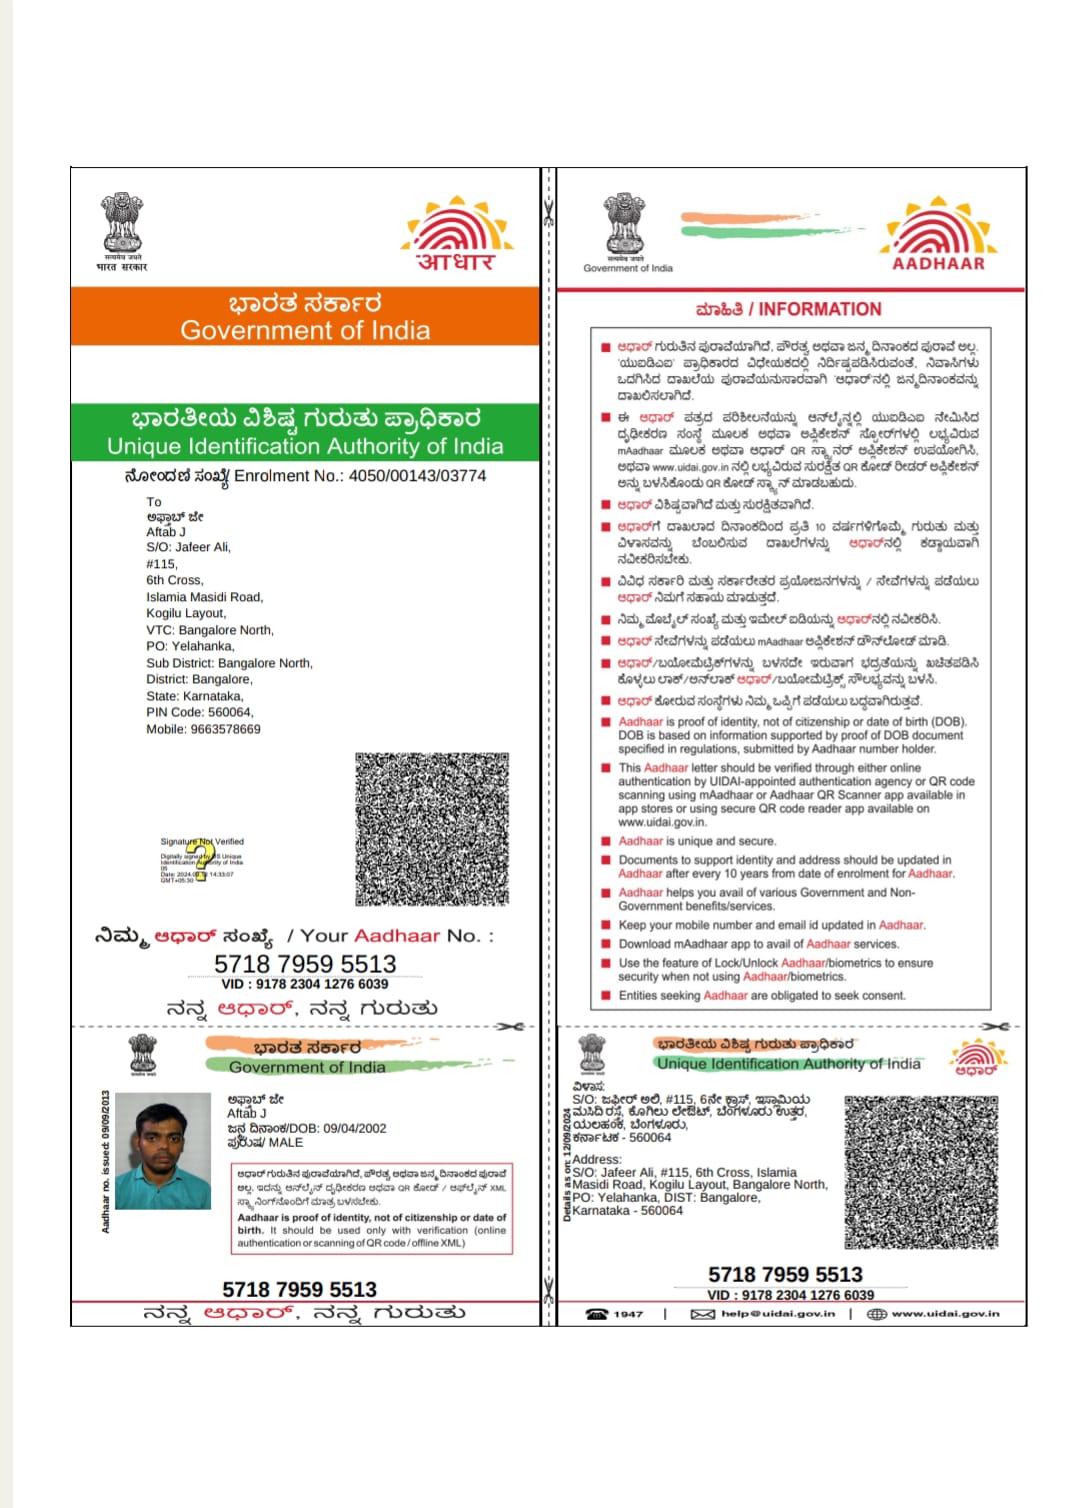 सत्यमेव जयते
भारत सरकार
आधार
ಭಾರತ ಸರ್ಕಾರ
Government of India
ಭಾರತೀಯ ವಿಶಿಷ್ಟ ಗುರುತು ಪ್ರಾಧಿಕಾರ
Unique Identification Authority of India
ನೋಂದಣಿ ಸಂಖ್ಯೆ/ Enrolment No.: 4050/00143/03774
To
ಅಫ್ತಾಬ್ ಜೇ
Aftab J
S/O: Jafeer Ali,
#115,
6th Cross,
Islamia Masidi Road,
Kogilu Layout,
VTC: Bangalore North,
PO: Yelahanka,
Sub District: Bangalore North,
District: Bangalore,
State: Karnataka,
PIN Code: 560064,
Mobile: 9663578669
Signature Not Verified
Digitally signed by DS Unique
Identification Authority of India
05
Date: 2024.09. 14:33:07
GMT+05:30
ನಿಮ್ಮ ಆಧಾರ್ ಸಂಖ್ಯೆ / Your Aadhaar No. :
5718 7959 5513
VID : 9178 2304 1276 6039
ನನ್ನ ಆಧಾರ್, ನನ್ನ ಗುರುತು
सत्यमेव जयते
Government of India
AADHAAR
ಮಾಹಿತಿ / INFORMATION
ಆಧಾರ್ ಗುರುತಿನ ಪುರಾವೆಯಾಗಿದೆ, ಪೌರತ್ವ ಅಥವಾ ಜನ್ಮ ದಿನಾಂಕದ ಪುರಾವೆ ಅಲ್ಲ.
'ಯುಐಡಿಎಐ' ಪ್ರಾಧಿಕಾರದ ವಿಧೇಯಕದಲ್ಲಿ ನಿರ್ದಿಷ್ಟಪಡಿಸಿರುವಂತೆ, ನಿವಾಸಿಗಳು
ಒದಗಿಸಿದ ದಾಖಲೆಯ ಪುರಾವೆಯನುಸಾರವಾಗಿ 'ಆಧಾರ್'ನಲ್ಲಿ ಜನ್ಮದಿನಾಂಕವನ್ನು
ದಾಖಲಿಸಲಾಗಿದೆ.
ಈ ಆಧಾರ್ ಪತ್ರದ ಪರಿಶೀಲನೆಯನ್ನು ಆನ್‌ಲೈನ್ನಲ್ಲಿ ಯುಐಡಿಎಐ ನೇಮಿಸಿದ
ದೃಢೀಕರಣ ಸಂಸ್ಥೆ ಮೂಲಕ ಅಥವಾ ಅಪ್ಲಿಕೇಶನ್ ಸ್ಟೋರ್‌ಗಳಲ್ಲಿ ಲಭ್ಯವಿರುವ
mAadhaar ಮೂಲಕ ಅಥವಾ ಆಧಾರ್ QR ಸ್ಕ್ಯಾನರ್ ಅಪ್ಲಿಕೇಶನ್ ಉಪಯೋಗಿಸಿ,
ಅಥವಾ www.uidai.gov.in ನಲ್ಲಿ ಲಭ್ಯವಿರುವ ಸುರಕ್ಷಿತ QR ಕೋಡ್ ರೀಡರ್ ಅಪ್ಲಿಕೇಶನ್
ಅನ್ನು ಬಳಸಿಕೊಂಡು QR ಕೋಡ್ ಸ್ಕ್ಯಾನ್ ಮಾಡಬಹುದು.
ಆಧಾರ್ ವಿಶಿಷ್ಟವಾಗಿದೆ ಮತ್ತು ಸುರಕ್ಷಿತವಾಗಿದೆ.
ಆಧಾರ್‌ಗೆ ದಾಖಲಾದ ದಿನಾಂಕದಿಂದ ಪ್ರತಿ 10 ವರ್ಷಗಳಿಗೊಮ್ಮೆ ಗುರುತು ಮತ್ತು
ವಿಳಾಸವನ್ನು ಬೆಂಬಲಿಸುವ ದಾಖಲೆಗಳನ್ನು ಆಧಾರ್‌ನಲ್ಲಿ ಕಡ್ಡಾಯವಾಗಿ
ನವೀಕರಿಸಬೇಕು.
ವಿವಿಧ ಸರ್ಕಾರಿ ಮತ್ತು ಸರ್ಕಾರೇತರ ಪ್ರಯೋಜನಗಳನ್ನು / ಸೇವೆಗಳನ್ನು ಪಡೆಯಲು
ಆಧಾರ್ ನಿಮಗೆ ಸಹಾಯ ಮಾಡುತ್ತದೆ.
ನಿಮ್ಮ ಮೊಬೈಲ್ ಸಂಖ್ಯೆ ಮತ್ತು ಇಮೇಲ್ ಐಡಿಯನ್ನು ಆಧಾರ್‌ನಲ್ಲಿ ನವೀಕರಿಸಿ.
ಆಧಾರ್ ಸೇವೆಗಳನ್ನು ಪಡೆಯಲು mAadhaar ಅಪ್ಲಿಕೇಶನ್ ಡೌನ್‌ಲೋಡ್ ಮಾಡಿ.
ಆಧಾರ್/ಬಯೋಮೆಟ್ರಿಕ್‌ಗಳನ್ನು ಬಳಸದೇ ಇರುವಾಗ ಭದ್ರತೆಯನ್ನು ಖಚಿತಪಡಿಸಿ
ಕೊಳ್ಳಲು ಲಾಕ್/ಅನ್‌ಲಾಕ್ ಆಧಾರ್/ಬಯೋಮೆಟ್ರಿಕ್ಸ್ ಸೌಲಭ್ಯವನ್ನು ಬಳಸಿ.
ಆಧಾರ್ ಕೋರುವ ಸಂಸ್ಥೆಗಳು ನಿಮ್ಮ ಒಪ್ಪಿಗೆ ಪಡೆಯಲು ಬದ್ಧವಾಗಿರುತ್ತವೆ.
Aadhaar is proof of identity, not of citizenship or date of birth (DOB).
DOB is based on information supported by proof of DOB document
specified in regulations, submitted by Aadhaar number holder.
This Aadhaar letter should be verified through either online
authentication by UIDAI-appointed authentication agency or QR code
scanning using mAadhaar or Aadhaar QR Scanner app available in
app stores or using secure QR code reader app available on
www.uidai.gov.in.
Aadhaar is unique and secure.
Documents to support identity and address should be updated in
Aadhaar after every 10 years from date of enrolment for Aadhaar.
Aadhaar helps you avail of various Government and Non-
Government benefits/services.
Keep your mobile number and email id updated in Aadhaar.
Download mAadhaar app to avail of Aadhaar services.
Use the feature of Lock/Unlock Aadhaar/biometrics to ensure
security when not using Aadhaar/biometrics.
Entities seeking Aadhaar are obligated to seek consent.
ಭಾರತ ಸರ್ಕಾರ
Government of India
Aadhaar no. issued: 09/09/2013
ಅಫ್ತಾಬ್ ಜೇ
Aftab J
ಜನ್ಮ ದಿನಾಂಕ/DOB: 09/04/2002
ಪುರುಷ/ MALE
ಆಧಾರ್ ಗುರುತಿನ ಪುರಾವೆಯಾಗಿದೆ, ಪೌರತ್ವ ಅಥವಾ ಜನ್ಮ ದಿನಾಂಕದ ಪುರಾವೆ
ಅಲ್ಲ. ಇದನ್ನು ಆನ್‌ಲೈನ್ ದೃಢೀಕರಣ ಅಥವಾ QR ಕೋಡ್ / ಆಫ್‌ಲೈನ್ XML
ಸ್ಕ್ಯಾನಿಂಗ್‌ನೊಂದಿಗೆ ಮಾತ್ರ ಬಳಸಬೇಕು.
Aadhaar is proof of identity, not of citizenship or date of
birth. It should be used only with verification (online
authentication or scanning of QR code / offline XML)
5718 7959 5513
ನನ್ನ ಆಧಾರ್, ನನ್ನ ಗುರುತು
ಭಾರತೀಯ ವಿಶಿಷ್ಟ ಗುರುತು ಪ್ರಾಧಿಕಾರ
Unique Identification Authority of India
ಆಧಾರ್
Details as on: 12/09/2024
ವಿಳಾಸ:
S/O: ಜಫೀರ್ ಅಲಿ, #115, 6ನೇ ಕ್ರಾಸ್, ಇಸ್ಲಾಮಿಯ
ಮಸಿದಿ ರಸ್ತೆ, ಕೊಗಿಲು ಲೇಔಟ್, ಬೆಂಗಳೂರು ಉತ್ತರ,
ಯಲಹಂಕ, ಬೆಂಗಳೂರು,
ಕರ್ನಾಟಕ - 560064
Address:
S/O: Jafeer Ali, #115, 6th Cross, Islamia
Masidi Road, Kogilu Layout, Bangalore North,
PO: Yelahanka, DIST: Bangalore,
Karnataka - 560064
5718 7959 5513
VID : 9178 2304 1276 6039
1947 | help@uidai.gov.in | www.uidai.gov.in